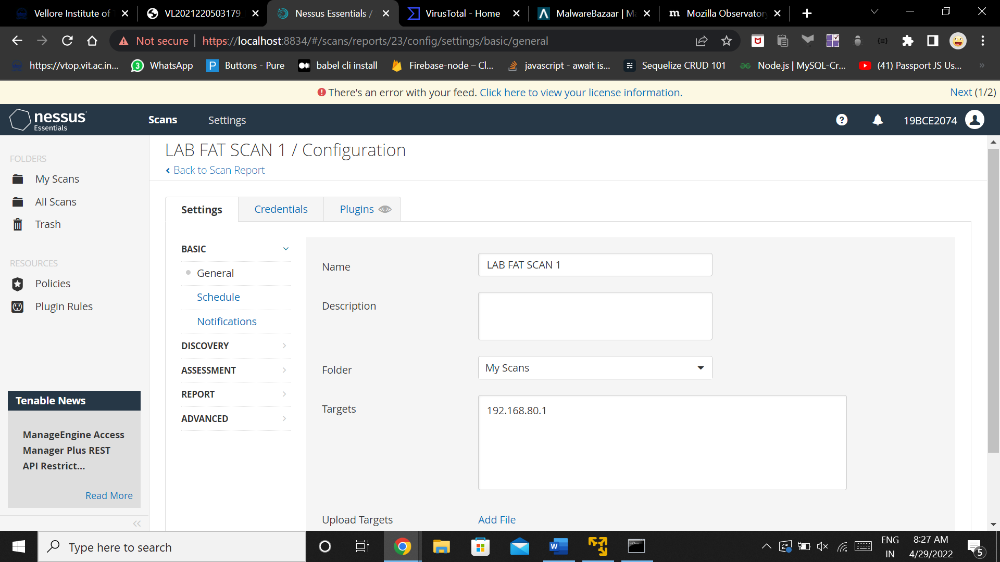 Vellore Institute of
VL2021220503179_
Nessus Essentials /
VirusTotal - Home
MalwareBazaar | M
Mozilla Observatory
Not secure
https://localhost:8834/#/scans/reports/23/config/settings/basic/general
https://vtop.vit.ac.in...
3
WhatsApp
P
Buttons - Pure
babel cli install
Firebase-node – Cl...
javascript - await is...
Sequelize CRUD 101
Node.js | MySQL-Cr...
(41) Passport JS Us...
»
There's an error with your feed. Click here to view your license information.
Next (1/2)
nessus
Essentials
Scans
Settings
19BCE2074
LAB FAT SCAN 1 / Configuration
Back to Scan Report
FOLDERS
My Scans
All Scans
Trash
RESOURCES
Policies
Plugin Rules
Tenable News
ManageEngine Access
Manager Plus REST
API Restrict...
Read More
Settings
Credentials
Plugins
BASIC
General
Schedule
Notifications
DISCOVERY
ASSESSMENT
REPORT
ADVANCED
Name
LAB FAT SCAN 1
Description
Folder
My Scans
Targets
192.168.80.1
Upload Targets
Add File
Type here to search
ENG
IN
8:27 AM
4/29/2022
5